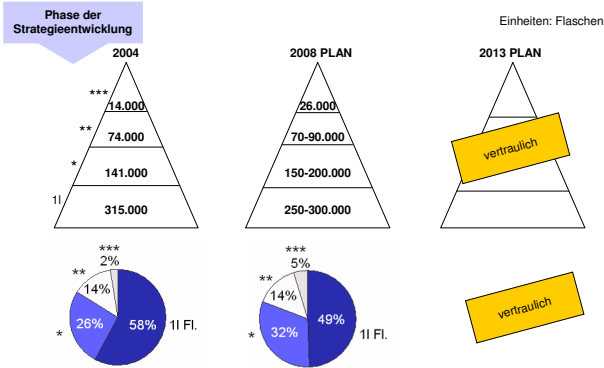 Phase der
Strategieentwicklung
Einheiten: Flaschen
2004
2008 PLAN
2013 PLAN
***
14.000
26.000
**
74.000
70-90.000
vertraulich
*
141.000
150-200.000
1l
315.000
250-300.000
***
2%
**
14%
26%
58%
1l Fl.
*
***
5%
**
14%
32%
49%
1l Fl.
*
vertraulich